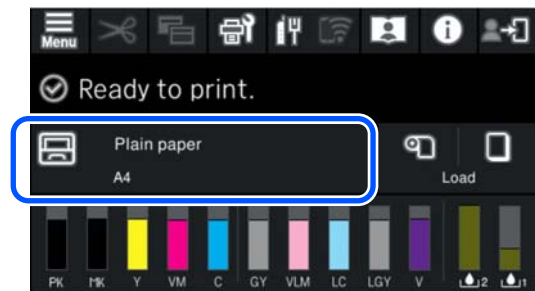 Menu
Ready to print.
Plain paper
A4
Load
PK MK Y VM C GY VLM LC LGY V 2 1